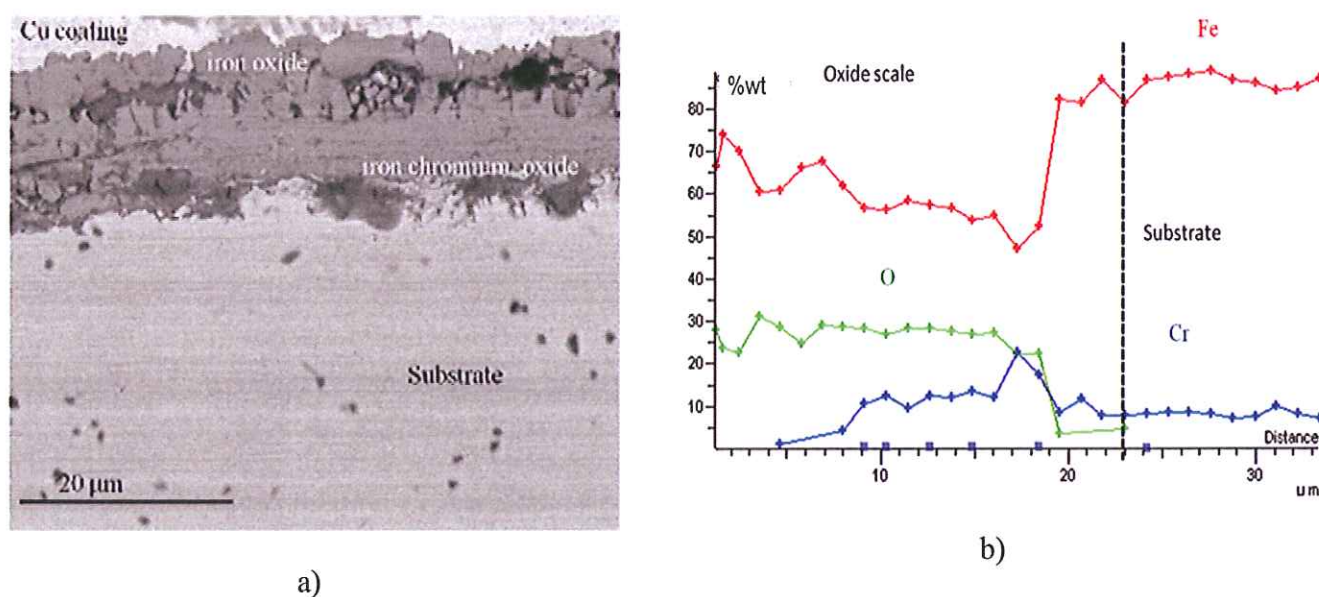 Cu coating
iron oxide
iron chromium oxide
Substrate
20 µm
a)
Fe
%wt
Oxide scale
80
70
60
50
Substrate
40
O
30
Cr
20
10
Distance
10
20
30
um
b)